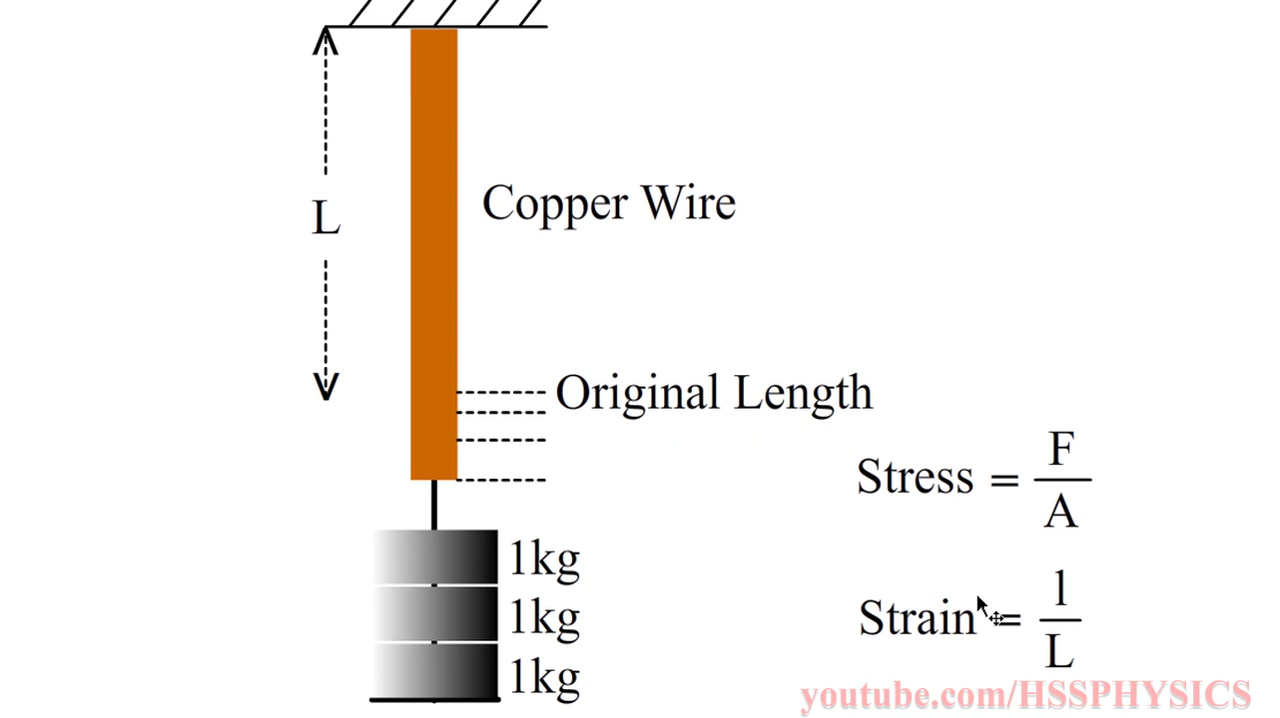 L
Copper Wire
Original Length
Stress = F/A
1kg
1kg
1kg
Strain = l/L
youtube.com/HSSPHYSICS